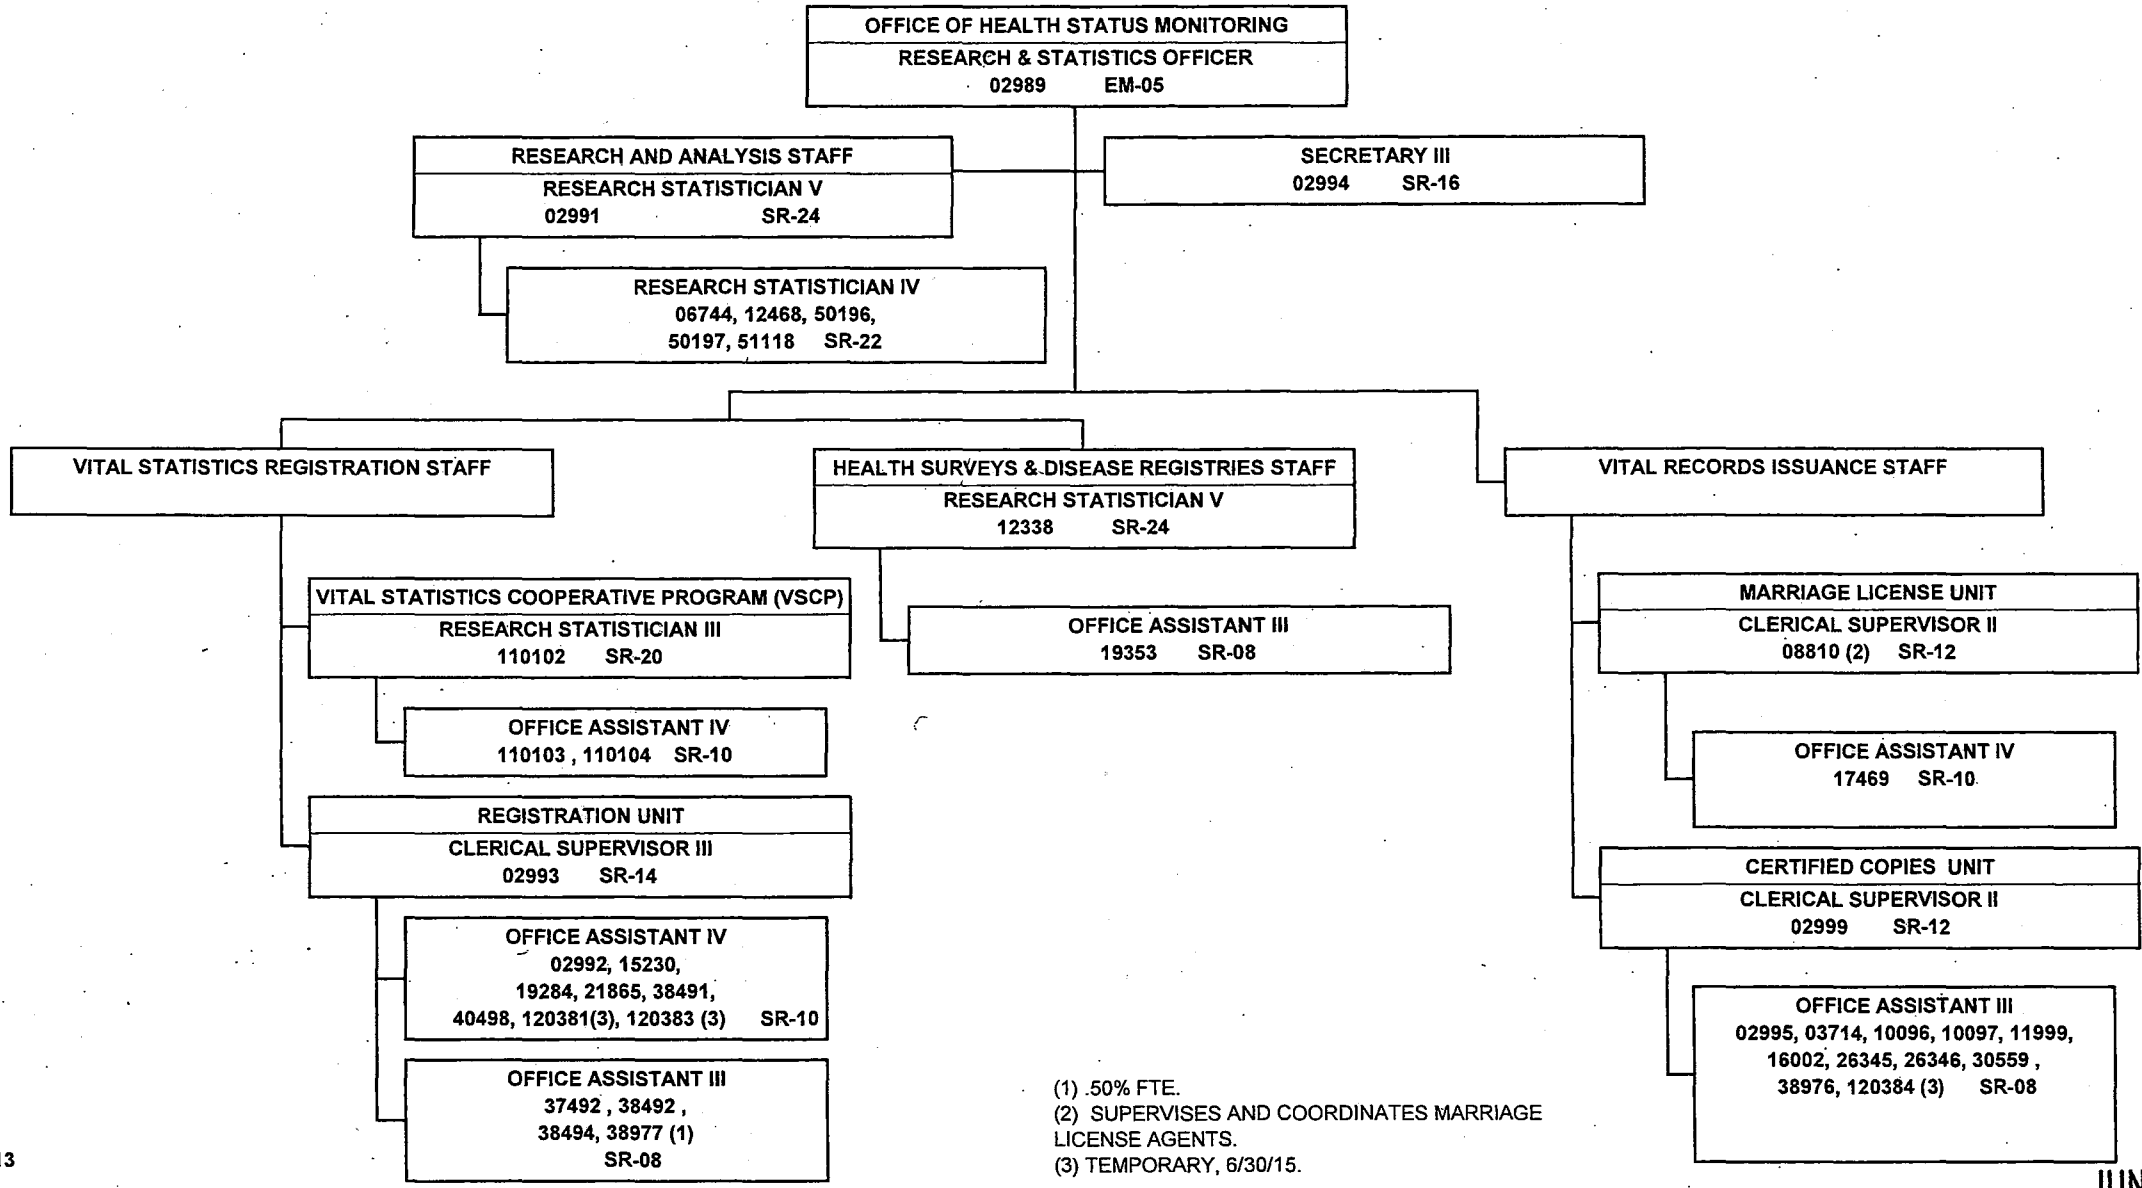 OFFICE OF HEALTH STATUS MONITORING
RESEARCH & STATISTICS OFFICER
02989 EM-05
RESEARCH AND ANALYSIS STAFF
RESEARCH STATISTICIAN V
02991 SR-24
SECRETARY III
02994 SR-16
RESEARCH STATISTICIAN IV
06744, 12468, 50196,
50197, 51118 SR-22
VITAL STATISTICS REGISTRATION STAFF
HEALTH SURVEYS & DISEASE REGISTRIES STAFF
RESEARCH STATISTICIAN V
12338 SR-24
VITAL RECORDS ISSUANCE STAFF
VITAL STATISTICS COOPERATIVE PROGRAM (VSCP)
RESEARCH STATISTICIAN III
110102 SR-20
OFFICE ASSISTANT IV
110103 , 110104 SR-10
REGISTRATION UNIT
CLERICAL SUPERVISOR III
02993 SR-14
OFFICE ASSISTANT IV
02992, 15230,
19284, 21865, 38491,
40498, 120381(3), 120383 (3) SR-10
OFFICE ASSISTANT III
37492 , 38492 ,
38494, 38977 (1)
SR-08
OFFICE ASSISTANT III
19353 SR-08
MARRIAGE LICENSE UNIT
CLERICAL SUPERVISOR II
08810 (2) SR-12
OFFICE ASSISTANT IV
17469 SR-10
CERTIFIED COPIES UNIT
CLERICAL SUPERVISOR II
02999 SR-12
OFFICE ASSISTANT III
02995, 03714, 10096, 10097, 11999,
16002, 26345, 26346, 30559 ,
38976, 120384 (3) SR-08
(1) .50% FTE.
(2) SUPERVISES AND COORDINATES MARRIAGE
LICENSE AGENTS.
(3) TEMPORARY, 6/30/15.